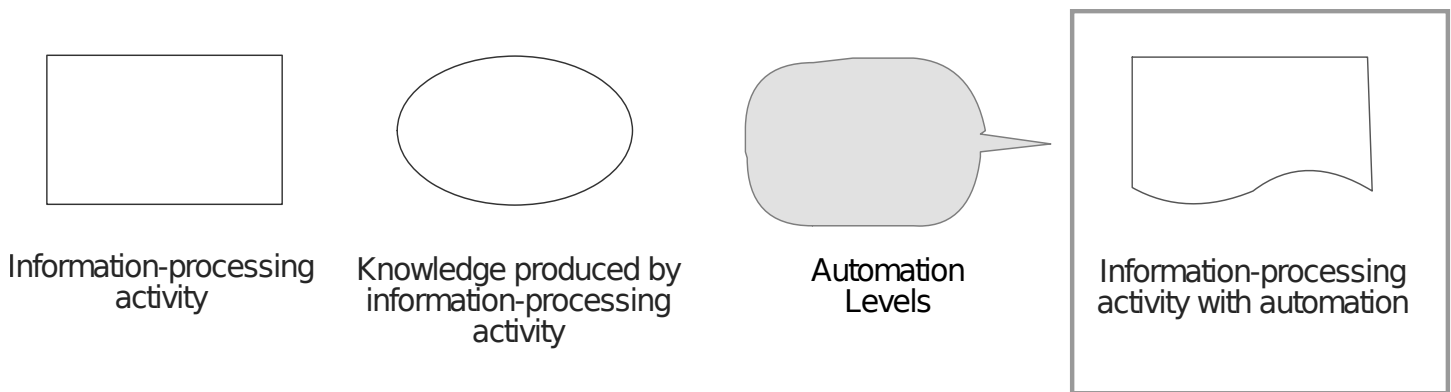 Information-processing
activity
Knowledge produced by
information-processing
activity
Automation
Levels
Information-processing
activity with automation